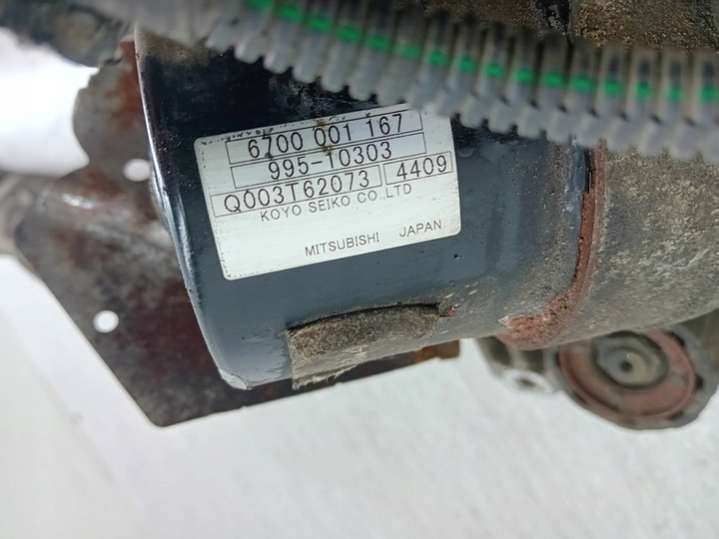 6700 001 167
995-10303
Q003T62073 4409
KOYO SEIKO CO.,LTD
MITSUBISHI JAPAN